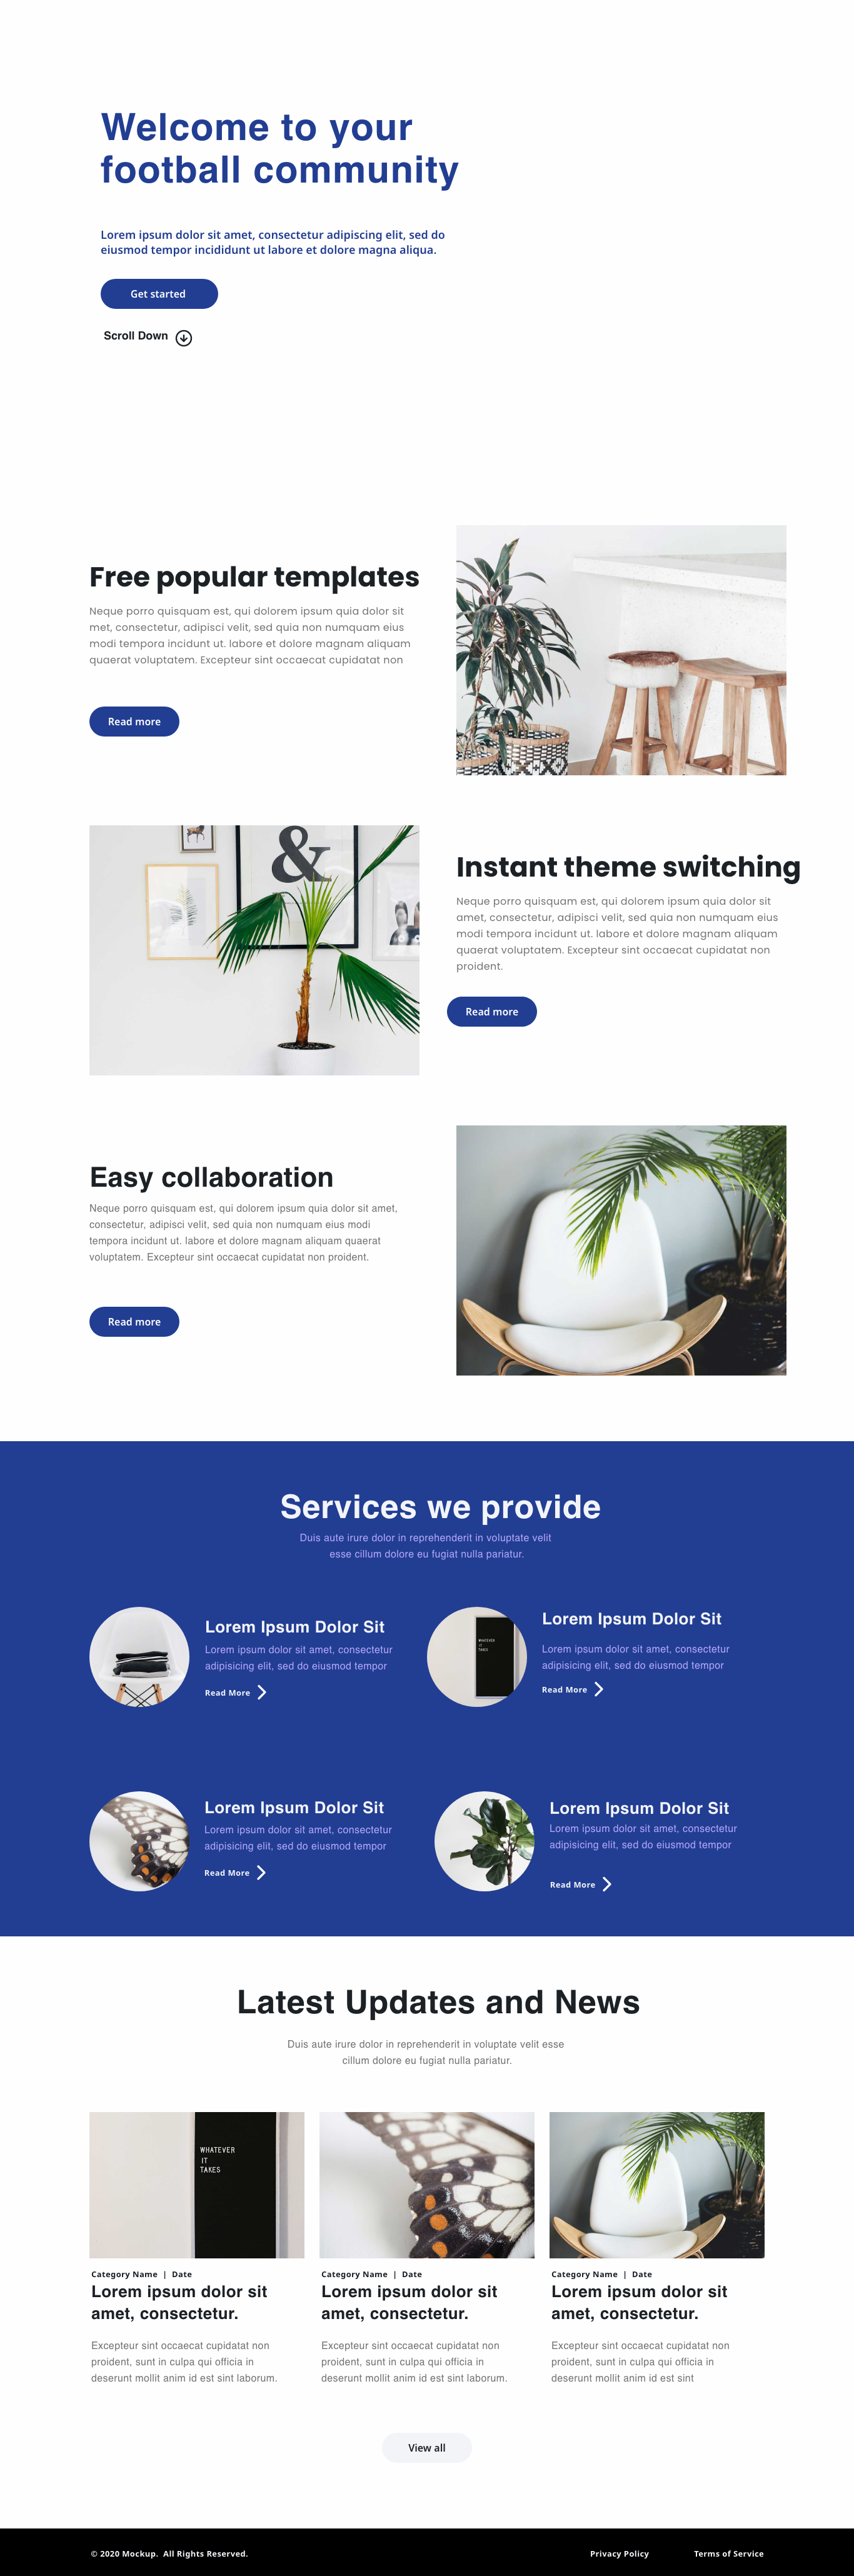 Welcome to your
football community
Lorem ipsum dolor sit amet, consectetur adipiscing elit, sed do
eiusmod tempor incididunt ut labore et dolore magna aliqua.
Get started
Scroll Down
Free popular templates
Neque porro quisquam est, qui dolorem ipsum quia dolor sit
met, consectetur, adipisci velit, sed quia non numquam eius
modi tempora incidunt ut. labore et dolore magnam aliquam
quaerat voluptatem. Excepteur sint occaecat cupidatat non
Read more
&
Instant theme switching
Neque porro quisquam est, qui dolorem ipsum quia dolor sit
amet, consectetur, adipisci velit, sed quia non numquam eius
modi tempora incidunt ut. labore et dolore magnam aliquam
quaerat voluptatem. Excepteur sint occaecat cupidatat non
proident.
Read more
Easy collaboration
Neque porro quisquam est, qui dolorem ipsum quia dolor sit amet,
consectetur, adipisci velit, sed quia non numquam eius modi
tempora incidunt ut. labore et dolore magnam aliquam quaerat
voluptatem. Excepteur sint occaecat cupidatat non proident.
Read more
Services we provide
Duis aute irure dolor in reprehenderit in voluptate velit
esse cillum dolore eu fugiat nulla pariatur.
Lorem Ipsum Dolor Sit
Lorem ipsum dolor sit amet, consectetur
adipisicing elit, sed do eiusmod tempor
Read More
WHATEVER
IT
TAKES
Lorem Ipsum Dolor Sit
Lorem ipsum dolor sit amet, consectetur
adipisicing elit, sed do eiusmod tempor
Read More
Lorem Ipsum Dolor Sit
Lorem ipsum dolor sit amet, consectetur
adipisicing elit, sed do eiusmod tempor
Read More
Lorem Ipsum Dolor Sit
Lorem ipsum dolor sit amet, consectetur
adipisicing elit, sed do eiusmod tempor
Read More
Latest Updates and News
Duis aute irure dolor in reprehenderit in voluptate velit esse
cillum dolore eu fugiat nulla pariatur.
WHATEVER
IT
TAKES
Category Name | Date
Lorem ipsum dolor sit
amet, consectetur.
Excepteur sint occaecat cupidatat non
proident, sunt in culpa qui officia in
deserunt mollit anim id est sint laborum.
Category Name | Date
Lorem ipsum dolor sit
amet, consectetur.
Excepteur sint occaecat cupidatat non
proident, sunt in culpa qui officia in
deserunt mollit anim id est sint laborum.
Category Name | Date
Lorem ipsum dolor sit
amet, consectetur.
Excepteur sint occaecat cupidatat non
proident, sunt in culpa qui officia in
deserunt mollit anim id est sint
View all
© 2020 Mockup. All Rights Reserved.
Privacy Policy
Terms of Service